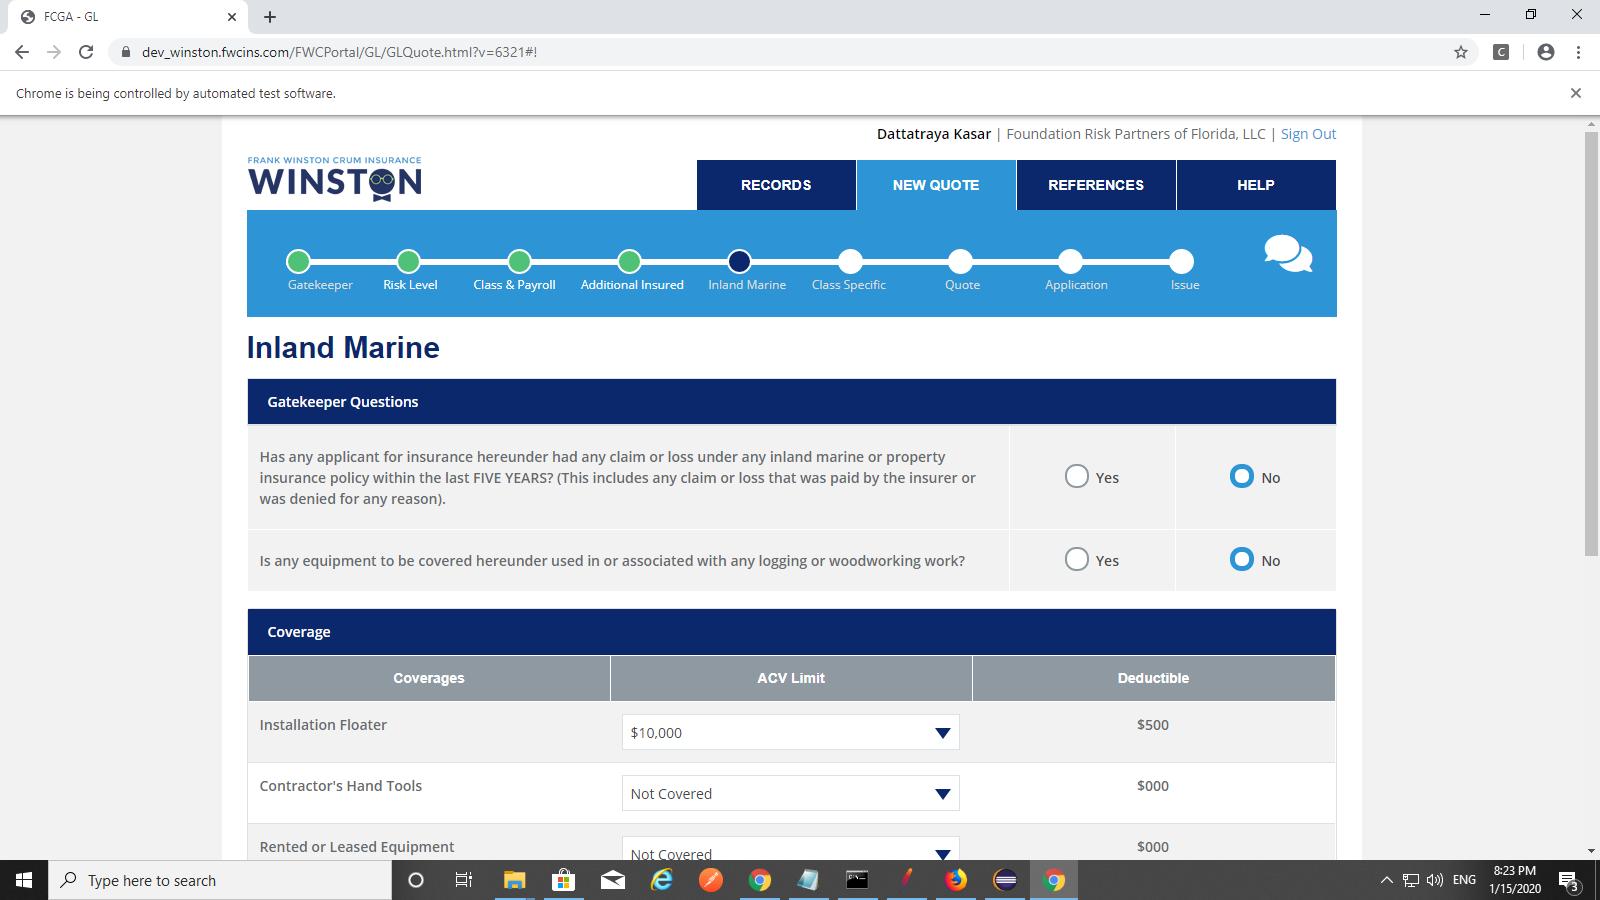 FCGA - GL
dev_winston.fwcins.com/FWCPortal/GL/GLQuote.html?v=6321#!
C
Chrome is being controlled by automated test software.
Dattatraya Kasar | Foundation Risk Partners of Florida, LLC | Sign Out
FRANK WINSTON CRUM INSURANCE
WINSTON
RECORDS NEW QUOTE REFERENCES HELP
Gatekeeper Risk Level Class & Payroll Additional Insured Inland Marine Class Specific Quote Application Issue
Inland Marine
Gatekeeper Questions
Has any applicant for insurance hereunder had any claim or loss under any inland marine or property
insurance policy within the last FIVE YEARS? (This includes any claim or loss that was paid by the insurer or
was denied for any reason).
Yes No
Is any equipment to be covered hereunder used in or associated with any logging or woodworking work? Yes No
Coverage
Coverages ACV Limit Deductible
Installation Floater $10,000 $500
Contractor's Hand Tools Not Covered $000
Rented or Leased Equipment Not Covered $000
Type here to search
ENG
8:23 PM
1/15/2020
3